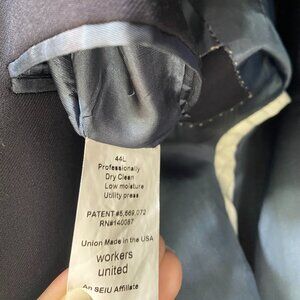 44L
Professionally
Dry Clean
Low moisture
Utility press.
PATENT #5,669,072
RN#140087
Union Made in the USA
workers
united
An SEIU Affiliate